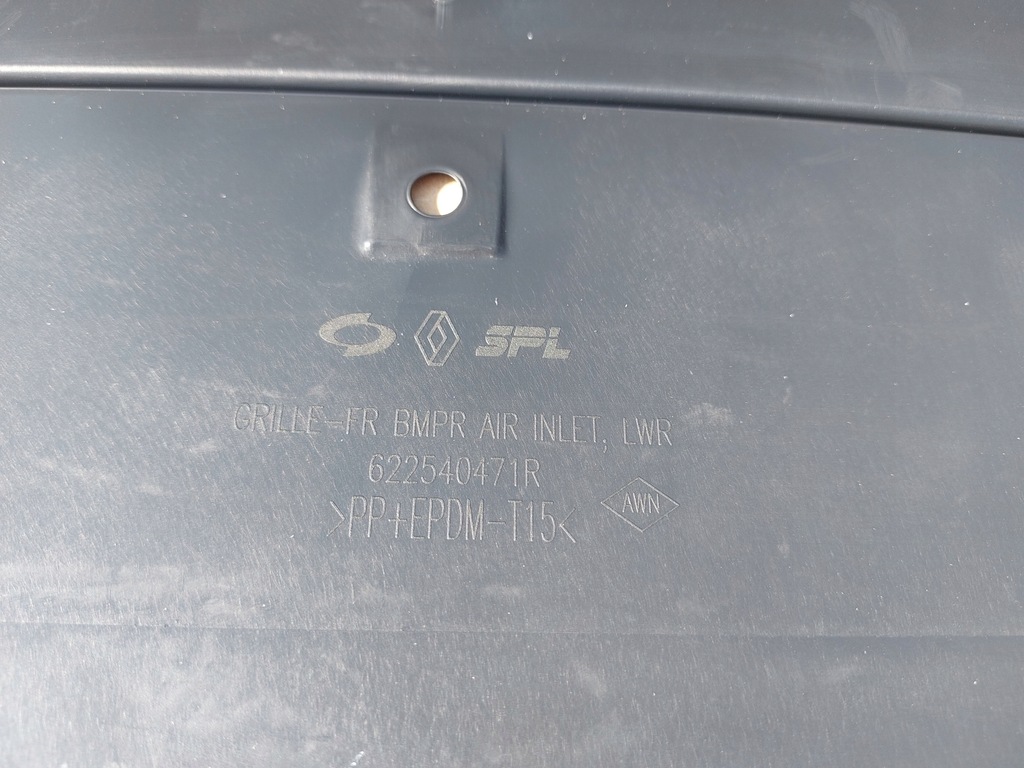 SPL
GRILLE-FR BMPR AIR INLET, LWR
622540471R
>PP+EPDM-T15<
AWN